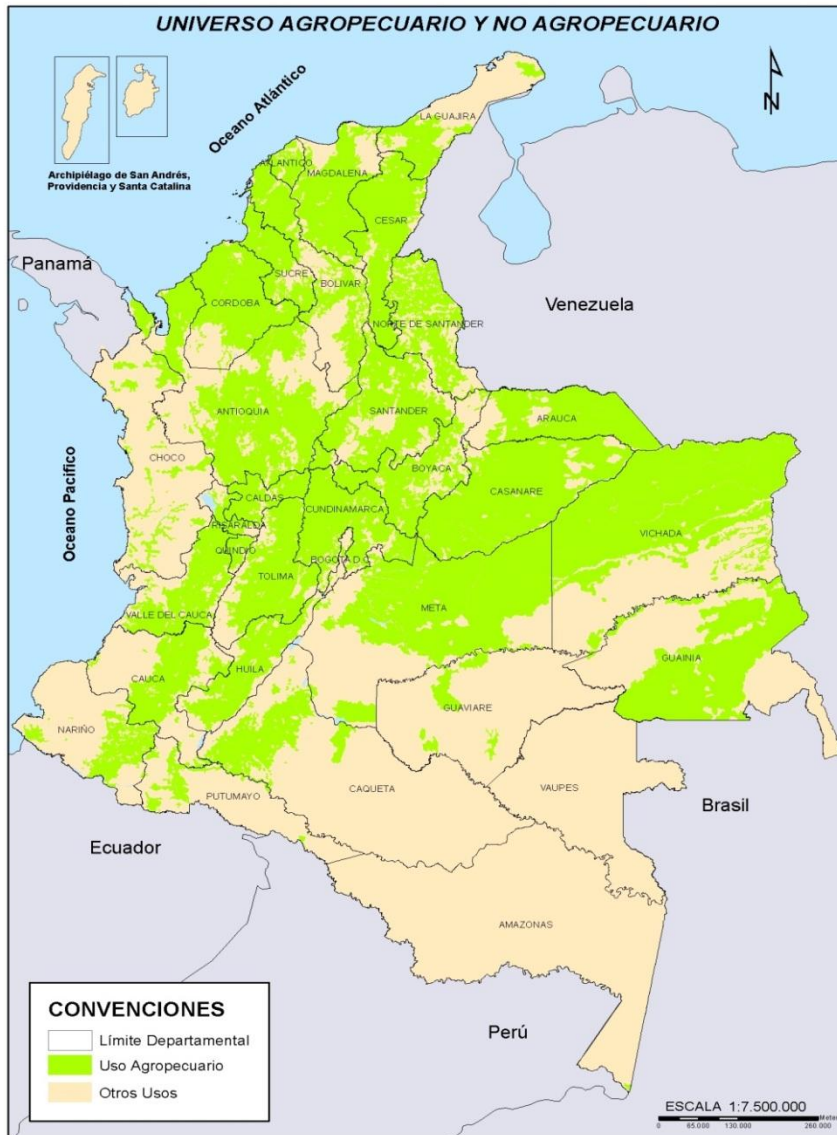 UNIVERSO AGROPECUARIO Y NO AGROPECUARIO
N
Oceano Atlántico
Archipiélago de San Andrés,
Providencia y Santa Catalina
LA GUAJIRA
ATLANTICO
MAGDALENA
CESAR
Panamá
SUCRE
BOLIVAR
CORDOBA
Venezuela
NORTE DE SANTANDER
ANTIOQUIA
SANTANDER
ARAUCA
CHOCO
BOYACA
Oceano Pacífico
CALDAS
CASANARE
CUNDINAMARCA
RISARALDA
VICHADA
QUINDIO
BOGOTA D.C.
TOLIMA
VALLE DEL CAUCA
META
GUAINIA
HUILA
CAUCA
GUAVIARE
NARIÑO
CAQUETA
VAUPES
PUTUMAYO
Brasil
Ecuador
AMAZONAS
Perú
CONVENCIONES
Límite Departamental
Uso Agropecuario
Otros Usos
ESCALA 1:7.500.000
0 65.000 130.000 260.000